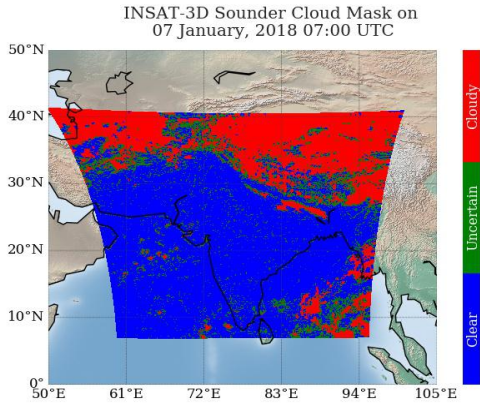 INSAT-3D Sounder Cloud Mask on
07 January, 2018 07:00 UTC
50°N
40°N
30°N
20°N
10°N
0°
50°E
61°E
72°E
83°E
94°E
105°E
Cloudy
Uncertain
Clear